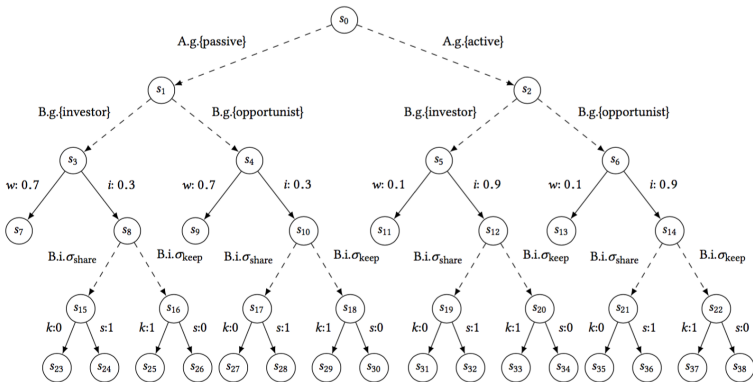 s0
A.g.{passive} A.g.{active}
s1 s2
B.g.{investor} B.g.{opportunist} B.g.{investor} B.g.{opportunist}
s3 s4 s5 s6
w: 0.7 i: 0.3 w: 0.7 i: 0.3 w: 0.1 i: 0.9 w: 0.1 i: 0.9
s7 s8 s9 s10 s11 s12 s13 s14
B.i.σshare B.i.σkeep B.i.σshare B.i.σkeep B.i.σshare B.i.σkeep B.i.σshare B.i.σkeep
s15 s16 s17 s18 s19 s20 s21 s22
k:0 s:1 k:1 s:0 k:0 s:1 k:1 s:0 k:0 s:1 k:1 s:0 k:0 s:1 k:1 s:0
s23 s24 s25 s26 s27 s28 s29 s30 s31 s32 s33 s34 s35 s36 s37 s38